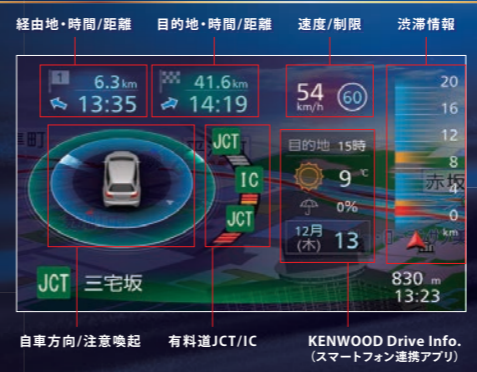 経由地・時間/距離
目的地・時間/距離
速度/制限
渋滞情報
1 6.3km
13:35
41.6km
14:19
54 km/h
60
20
16
12
8
4
0
km
赤坂
町
JCT
IC
JCT
目的地 15時
9 ℃
0%
12月(木) 13
JCT 三宅坂
830 m
13:23
自車方向/注意喚起
有料道JCT/IC
KENWOOD Drive Info.
(スマートフォン連携アプリ)